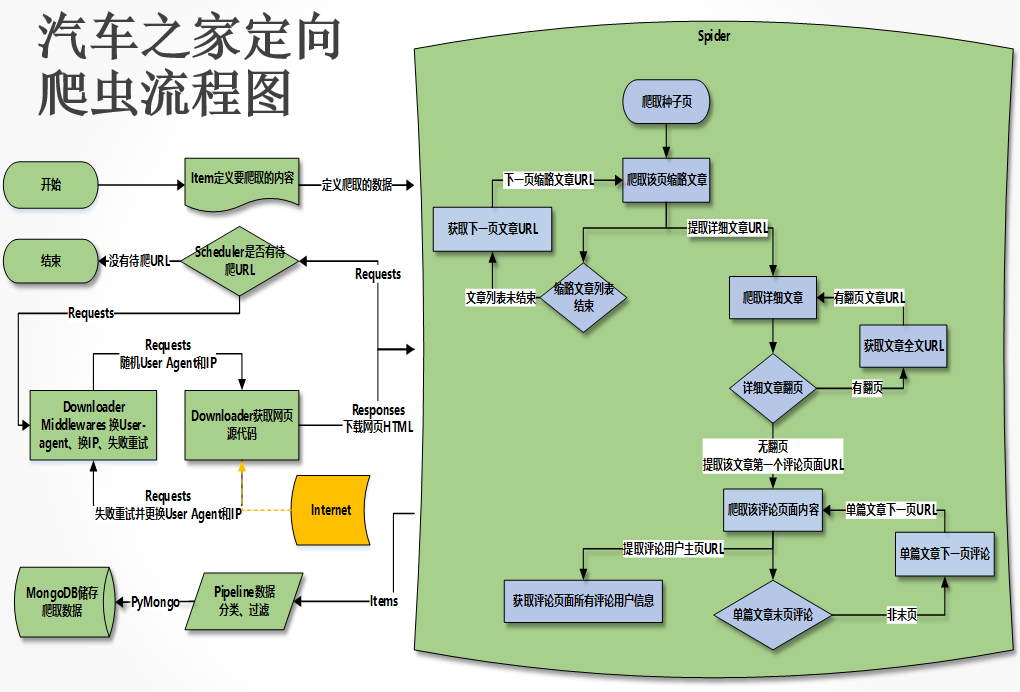 汽车之家定向
爬虫流程图
Spider
爬取种子页
开始
Item定义要爬取的内容
定义爬取的数据
下一页缩略文章URL
爬取该页缩略文章
获取下一页文章URL
提取详细文章URL
结束
没有待爬URL
Scheduler是否有待
爬URL
Requests
文章列表未结束
缩略文章列表
结束
爬取详细文章
有翻页文章URL
Requests
获取文章全文URL
Requests
随机User Agent和IP
详细文章翻页
有翻页
Downloader
Middlewares 换User-
agent、换IP、失败重试
Downloader获取网页
源代码
Responses
下载网页HTML
无翻页
提取该文章第一个评论页面URL
Requests
失败重试并更换User Agent和IP
Internet
爬取该评论页面内容
单篇文章下一页URL
提取评论用户主页URL
单篇文章下一页评论
MongoDB储存
爬取数据
PyMongo
Pipeline数据
分类、过滤
Items
获取评论页面所有评论用户信息
单篇文章末页评论
非末页